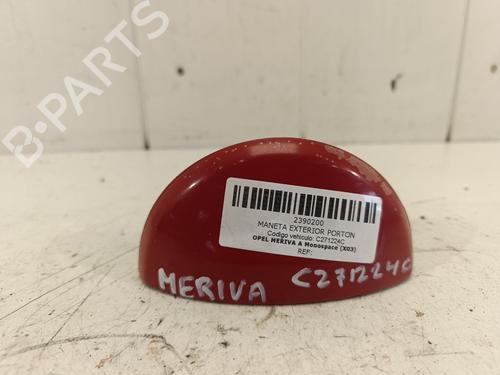 B-PARTS
2390200
MANETA EXTERIOR PORTON
Codigo vehiculo: C271224C
OPEL MERIVA A Monospace (X03)
REF:
MERIVA C271224C